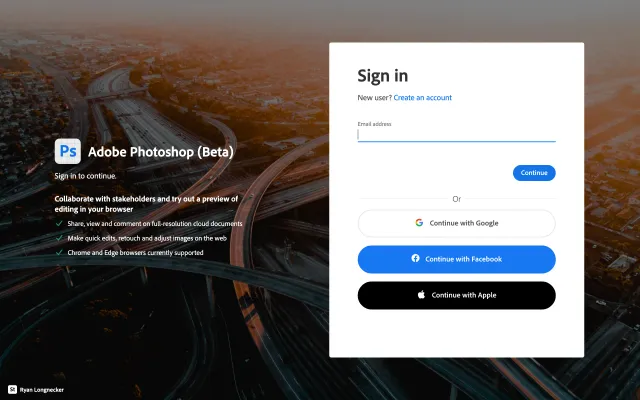 Ps Adobe Photoshop (Beta)
Sign in to continue.
Collaborate with stakeholders and try out a preview of
editing in your browser
Share, view and comment on full-resolution cloud documents
Make quick edits, retouch and adjust images on the web
Chrome and Edge browsers currently supported
St Ryan Longnecker
Sign in
New user? Create an account
Email address
Continue
Or
Continue with Google
Continue with Facebook
Continue with Apple